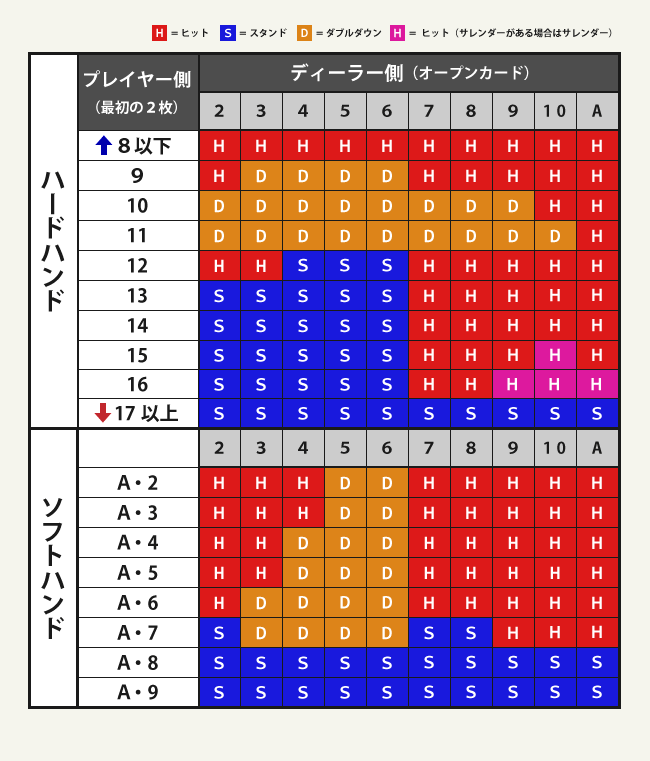 H = ヒット S = スタンド D = ダブルダウン H = ヒット（サレンダーがある場合はサレンダー）
プレイヤー側
（最初の2枚）
ディーラー側（オープンカード）
2 3 4 5 6 7 8 9 10 A
ハードハンド
8以下 H H H H H H H H H H
9 H D D D D H H H H H
10 D D D D D D D D H H
11 D D D D D D D D D H
12 H H S S S H H H H H
13 S S S S S H H H H H
14 S S S S S H H H H H
15 S S S S S H H H H H
16 S S S S S H H H H H
17以上 S S S S S S S S S S
2 3 4 5 6 7 8 9 10 A
ソフトハンド
A・2 H H H D D H H H H H
A・3 H H H D D H H H H H
A・4 H H D D D H H H H H
A・5 H H D D D H H H H H
A・6 H D D D D H H H H H
A・7 S D D D D S S H H H
A・8 S S S S S S S S S S
A・9 S S S S S S S S S S